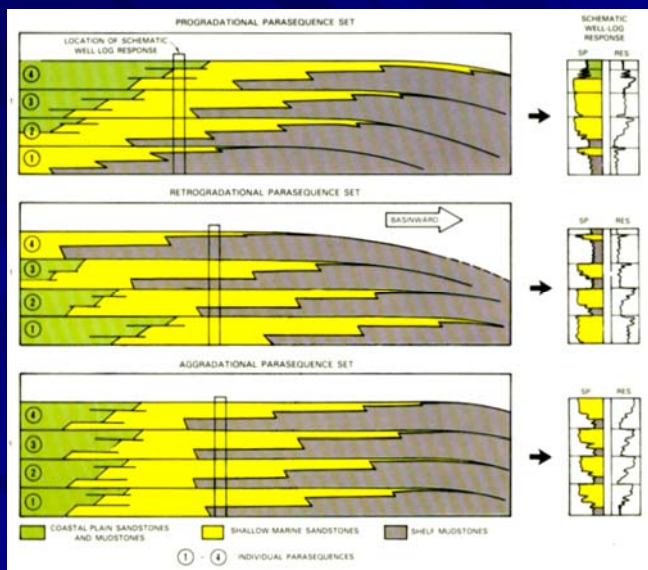 PROGRADATIONAL PARASEQUENCE SET
SCHEMATIC
WELL-LOG
RESPONSE
LOCATION OF SCHEMATIC
WELL-LOG RESPONSE
SP
RES
4
3
2
1
RETROGRADATIONAL PARASEQUENCE SET
BASINWARD
SP
RES
4
3
2
1
AGGRADATIONAL PARASEQUENCE SET
SP
RES
4
3
2
1
COASTAL PLAIN SANDSTONES
AND MUDSTONES
SHALLOW MARINE SANDSTONES
SHELF MUDSTONES
1 - 4 INDIVIDUAL PARASEQUENCES